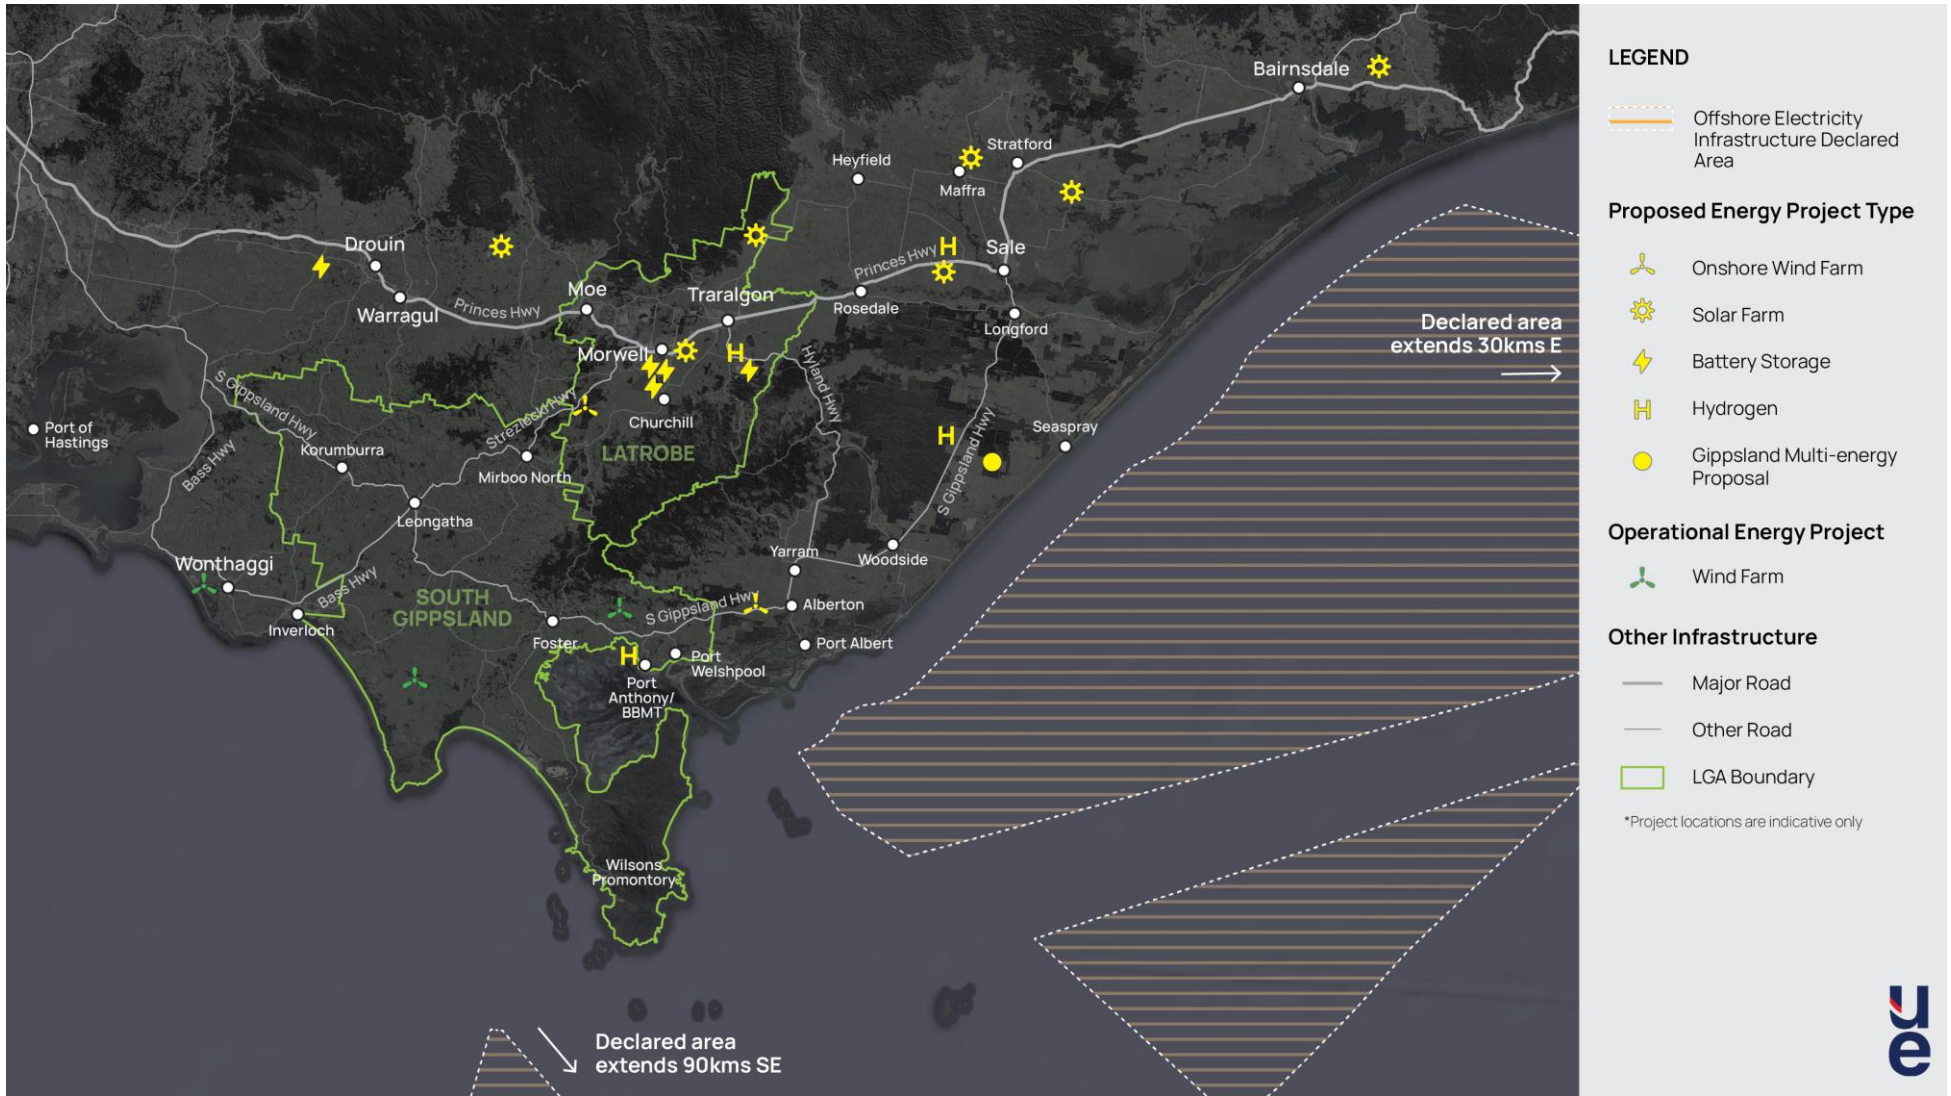 Bairnsdale
Stratford
Heyfield
Maffra
Drouin
Princes Hwy
Sale
Moe
Traralgon
Warragul
Princes Hwy
Rosedale
Longford
Morwell
Hyland Hwy
S Gippsland Hwy
Strezlecki Hwy
Churchill
Port of
Hastings
Bass Hwy
Korumburra
LATROBE
Seaspray
Mirboo North
S Gippsland Hwy
Leongatha
Yarram
Woodside
Wonthaggi
Bass Hwy
SOUTH
GIPPSLAND
S Gippsland Hwy
Alberton
Inverloch
Foster
H
Port
Welshpool
Port Albert
Port
Anthony/
BBMT
H
H
H
Wilsons
Promontory
Declared area
extends 30kms E
Declared area
extends 90kms SE
LEGEND
Offshore Electricity
Infrastructure Declared
Area
Proposed Energy Project Type
Onshore Wind Farm
Solar Farm
Battery Storage
H Hydrogen
Gippsland Multi-energy
Proposal
Operational Energy Project
Wind Farm
Other Infrastructure
Major Road
Other Road
LGA Boundary
*Project locations are indicative only
ue